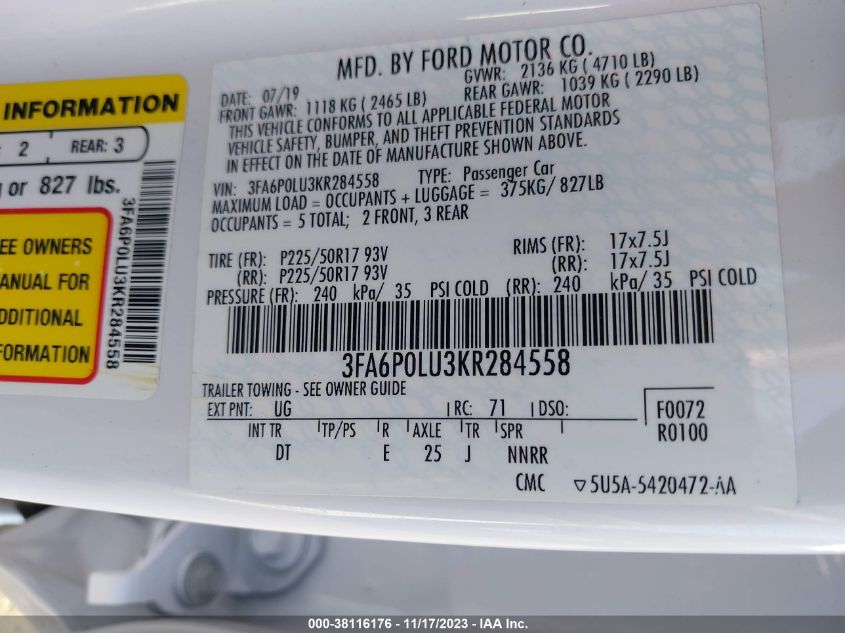 INFORMATION
2 REAR: 3
or 827 lbs.
EE OWNERS
ANUAL FOR
DDITIONAL
FORMATION
3FA6P0LU3KR284558
MFD. BY FORD MOTOR CO.
DATE: 07/19 GVWR: 2136 KG ( 4710 LB)
FRONT GAWR: 1118 KG ( 2465 LB) REAR GAWR: 1039 KG ( 2290 LB)
THIS VEHICLE CONFORMS TO ALL APPLICABLE FEDERAL MOTOR
VEHICLE SAFETY, BUMPER, AND THEFT PREVENTION STANDARDS
IN EFFECT ON THE DATE OF MANUFACTURE SHOWN ABOVE.
VIN: 3FA6P0LU3KR284558 TYPE: Passenger Car
MAXIMUM LOAD = OCCUPANTS + LUGGAGE = 375KG/ 827LB
OCCUPANTS = 5 TOTAL; 2 FRONT, 3 REAR
TIRE (FR): P225/50R17 93V RIMS (FR): 17x7.5J
(RR): P225/50R17 93V (RR): 17x7.5J
PRESSURE (FR): 240 kPa/ 35 PSI COLD (RR): 240 kPa/ 35 PSI COLD
3FA6P0LU3KR284558
TRAILER TOWING - SEE OWNER GUIDE
EXT PNT: UG RC: 71 DSO: F0072
INT TR TP/PS R AXLE TR SPR R0100
DT E 25 J NNRR
CMC ▽5U5A-5420472-AA
000-38116176 - 11/17/2023 - IAA Inc.